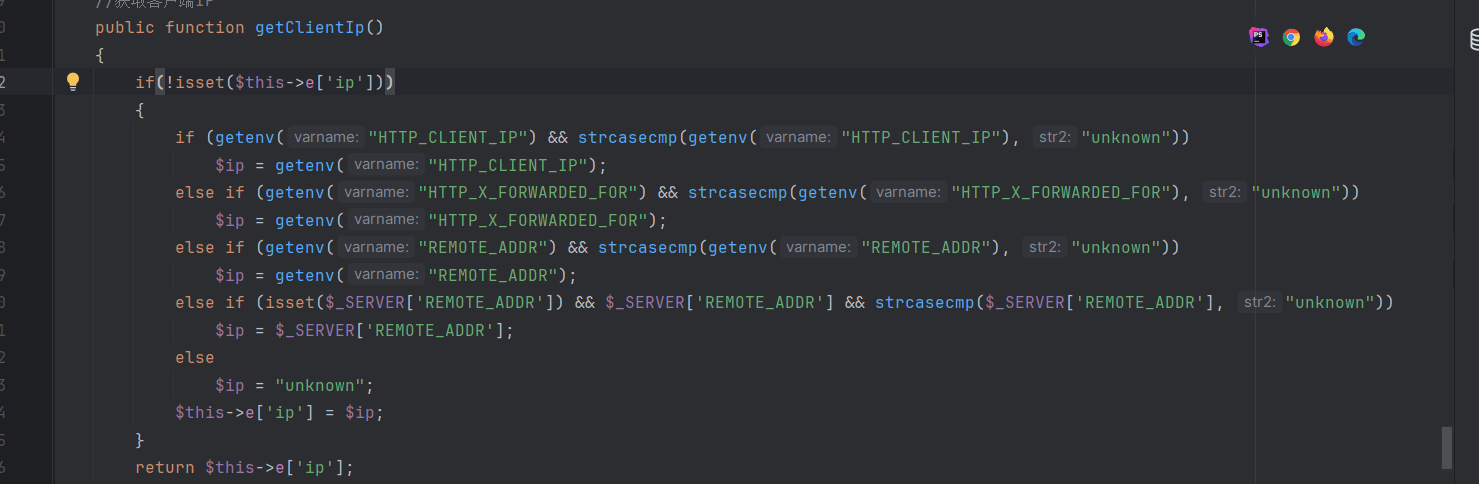 //获取客户端IP
public function getClientIp()
{
if(!isset($this->e['ip']))
{
if (getenv( varname: "HTTP_CLIENT_IP") && strcasecmp(getenv( varname: "HTTP_CLIENT_IP"), str2: "unknown"))
$ip = getenv( varname: "HTTP_CLIENT_IP");
else if (getenv( varname: "HTTP_X_FORWARDED_FOR") && strcasecmp(getenv( varname: "HTTP_X_FORWARDED_FOR"), str2: "unknown"))
$ip = getenv( varname: "HTTP_X_FORWARDED_FOR");
else if (getenv( varname: "REMOTE_ADDR") && strcasecmp(getenv( varname: "REMOTE_ADDR"), str2: "unknown"))
$ip = getenv( varname: "REMOTE_ADDR");
else if (isset($_SERVER['REMOTE_ADDR']) && $_SERVER['REMOTE_ADDR'] && strcasecmp($_SERVER['REMOTE_ADDR'], str2: "unknown"))
$ip = $_SERVER['REMOTE_ADDR'];
else
$ip = "unknown";
$this->e['ip'] = $ip;
}
return $this->e['ip'];